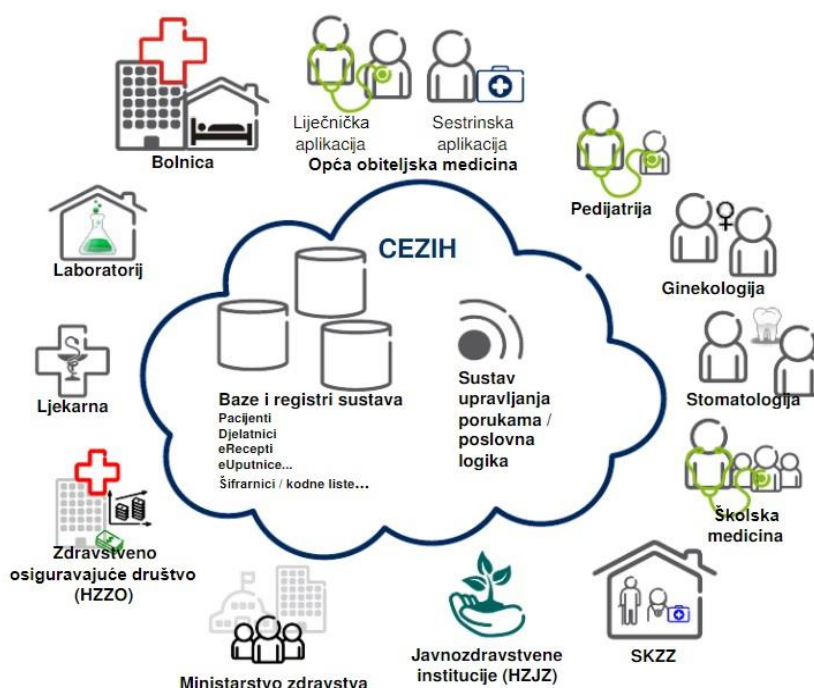 Bolnica
Liječnička
aplikacija
Sestrinska
aplikacija
Opća obiteljska medicina
Pedijatrija
Ginekologija
Stomatologija
Školska
medicina
SKZZ
Javnozdravstvene
institucije (HZJZ)
Ministarstvo zdravstva
Zdravstveno
osiguravajuće društvo
(HZZO)
Ljekarna
Laboratorij
CEZIH
Baze i registri sustava
Pacijenti
Djelatnici
eRecepti
eUputnice...
Šifrarnici / kodne liste...
Sustav
upravljanja
porukama /
poslovna
logika